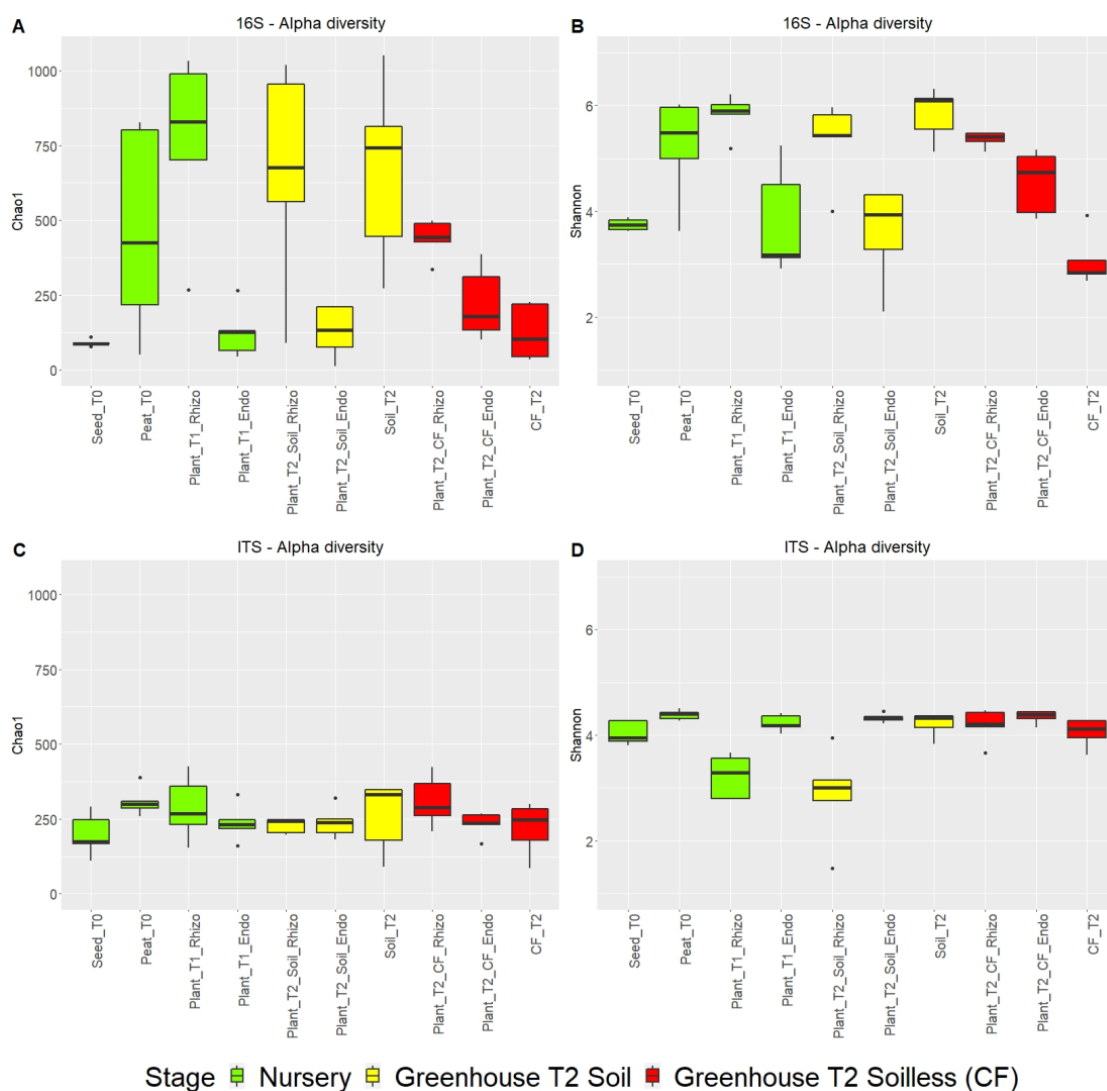 A
16S - Alpha diversity
1000
750
500
250
0
Chao1
Seed_T0
Peat_T0
Plant_T1_Rhizo
Plant_T1_Endo
Plant_T2_Soil_Rhizo
Plant_T2_Soil_Endo
Soil_T2
Plant_T2_CF_Rhizo
Plant_T2_CF_Endo
CF_T2
B
16S - Alpha diversity
6
4
2
Shannon
Seed_T0
Peat_T0
Plant_T1_Rhizo
Plant_T1_Endo
Plant_T2_Soil_Rhizo
Plant_T2_Soil_Endo
Soil_T2
Plant_T2_CF_Rhizo
Plant_T2_CF_Endo
CF_T2
C
ITS - Alpha diversity
1000
750
500
250
0
Chao1
Seed_T0
Peat_T0
Plant_T1_Rhizo
Plant_T1_Endo
Plant_T2_Soil_Rhizo
Plant_T2_Soil_Endo
Soil_T2
Plant_T2_CF_Rhizo
Plant_T2_CF_Endo
CF_T2
D
ITS - Alpha diversity
6
4
2
Shannon
Seed_T0
Peat_T0
Plant_T1_Rhizo
Plant_T1_Endo
Plant_T2_Soil_Rhizo
Plant_T2_Soil_Endo
Soil_T2
Plant_T2_CF_Rhizo
Plant_T2_CF_Endo
CF_T2
Stage Nursery Greenhouse T2 Soil Greenhouse T2 Soilless (CF)